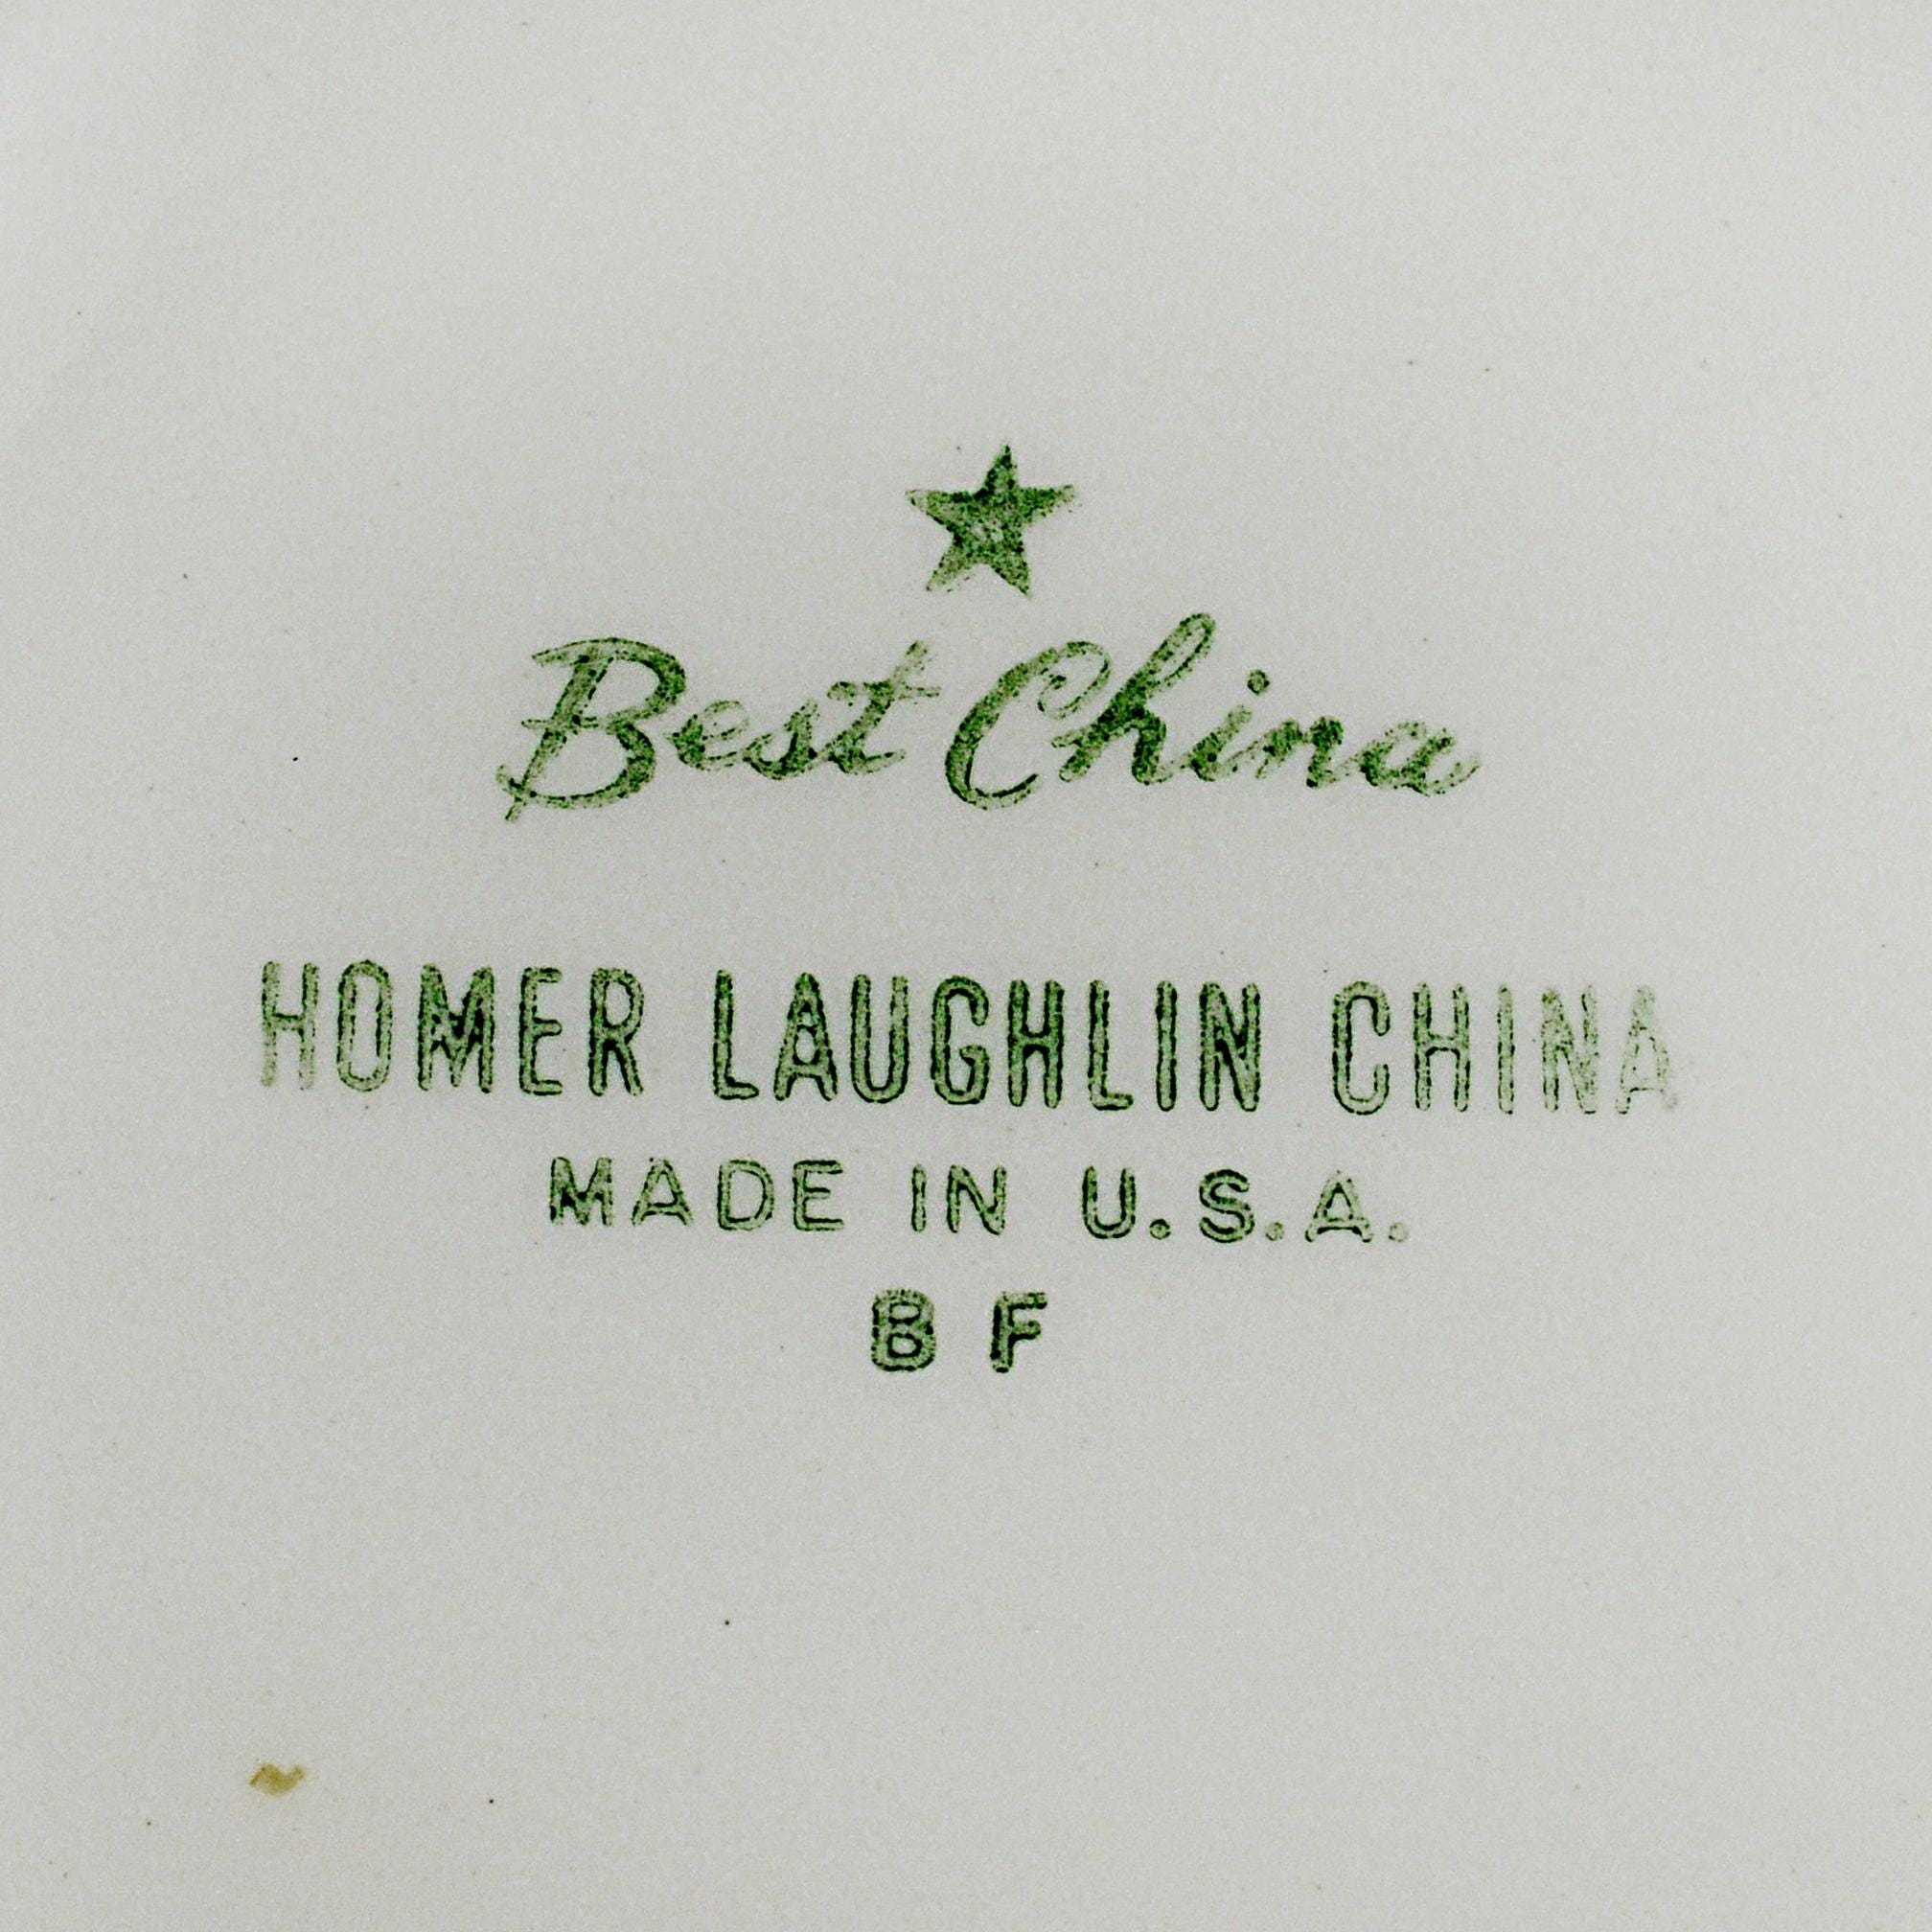 Best China
HOMER LAUGHLIN CHINA
MADE IN U.S.A.
B F